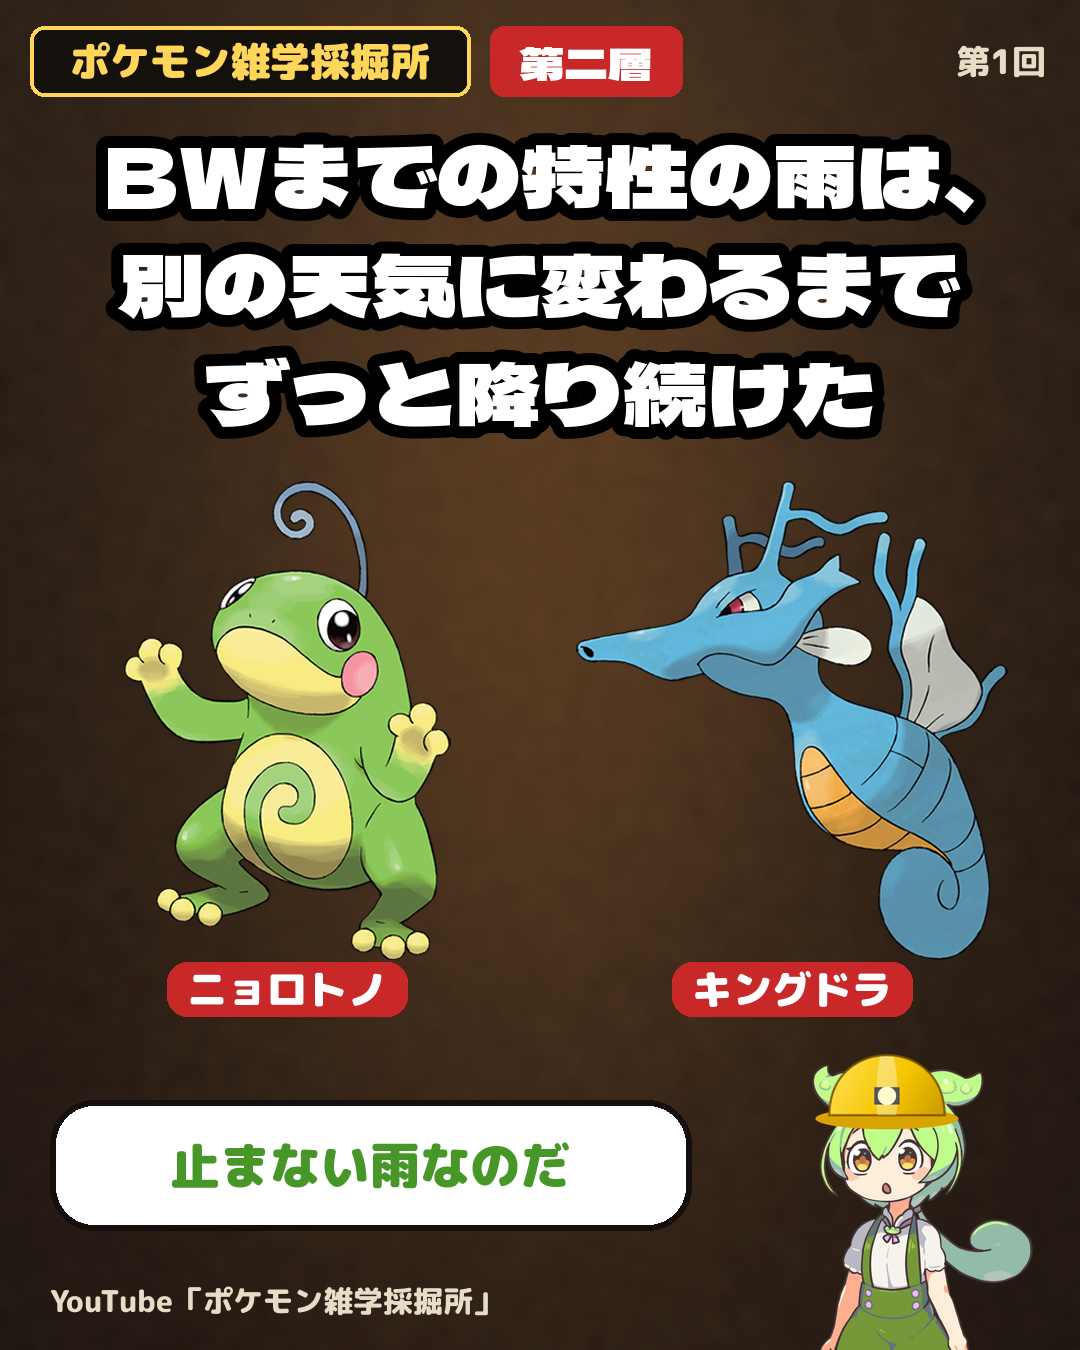 ポケモン雑学採掘所
第二層
第1回
BWまでの特性の雨は、
別の天気に変わるまで
ずっと降り続けた
ニョロトノ
キングドラ
止まない雨なのだ
YouTube「ポケモン雑学採掘所」